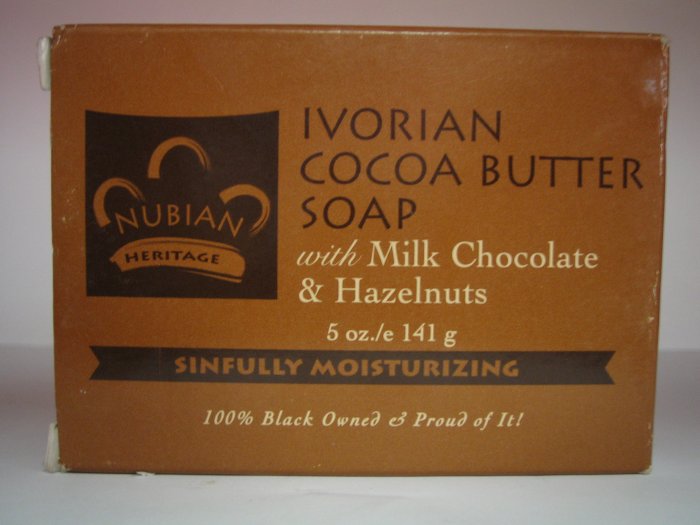 NUBIAN
HERITAGE
IVORIAN
COCOA BUTTER
SOAP
with Milk Chocolate
& Hazelnuts
5 oz./e 141 g
SINFULLY MOISTURIZING
100% Black Owned & Proud of It!